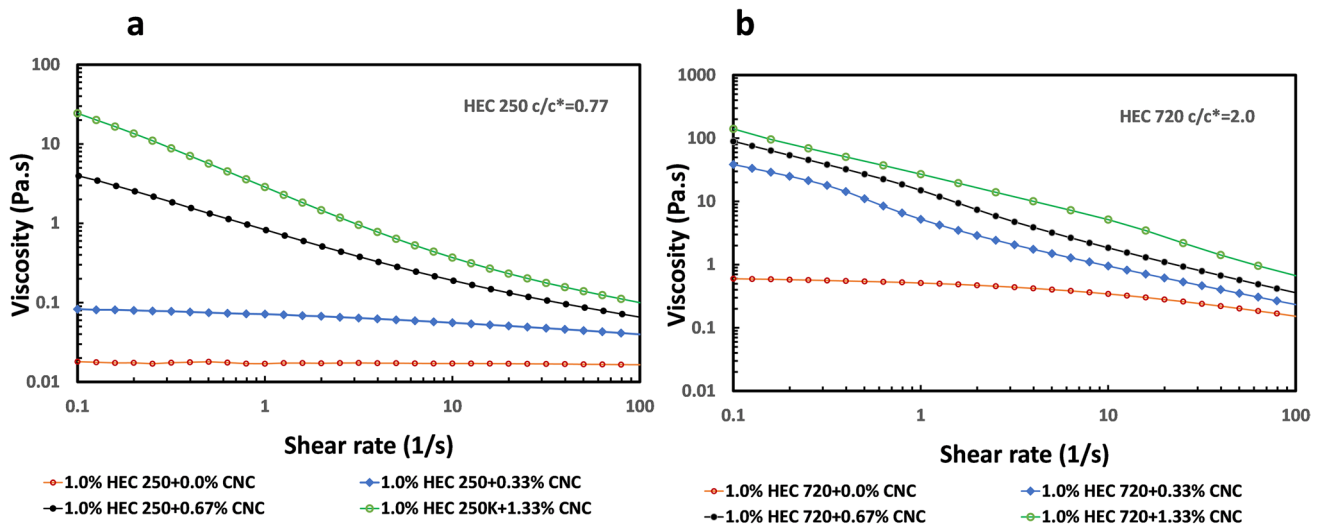 a
HEC 250 c/c*=0.77
Viscosity (Pa.s)
100
10
1
0.1
0.01
0.1
1
10
100
Shear rate (1/s)
1.0% HEC 250+0.0% CNC
1.0% HEC 250+0.33% CNC
1.0% HEC 250+0.67% CNC
1.0% HEC 250K+1.33% CNC
b
HEC 720 c/c*=2.0
Viscosity (Pa.s)
1000
100
10
1
0.1
0.01
0.1
1
10
100
Shear rate (1/s)
1.0% HEC 720+0.0% CNC
1.0% HEC 720+0.33% CNC
1.0% HEC 720+0.67% CNC
1.0% HEC 720+1.33% CNC